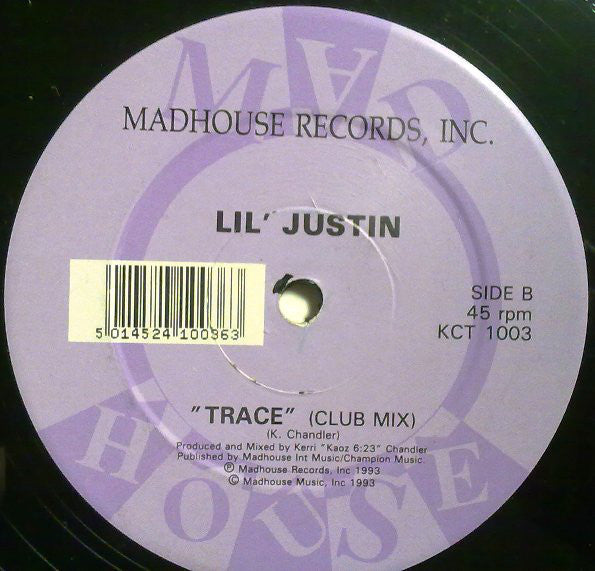 MAD
MADHOUSE RECORDS, INC.
LIL' JUSTIN
5 014524 100363
SIDE B
45 rpm
KCT 1003
"TRACE" (CLUB MIX)
(K. Chandler)
Produced and Mixed by Kerri "Kaoz 6:23" Chandler
Published by Madhouse Int Music/Champion Music.
Ⓟ Madhouse Records, Inc 1993
© Madhouse Music, Inc 1993
HOUSE